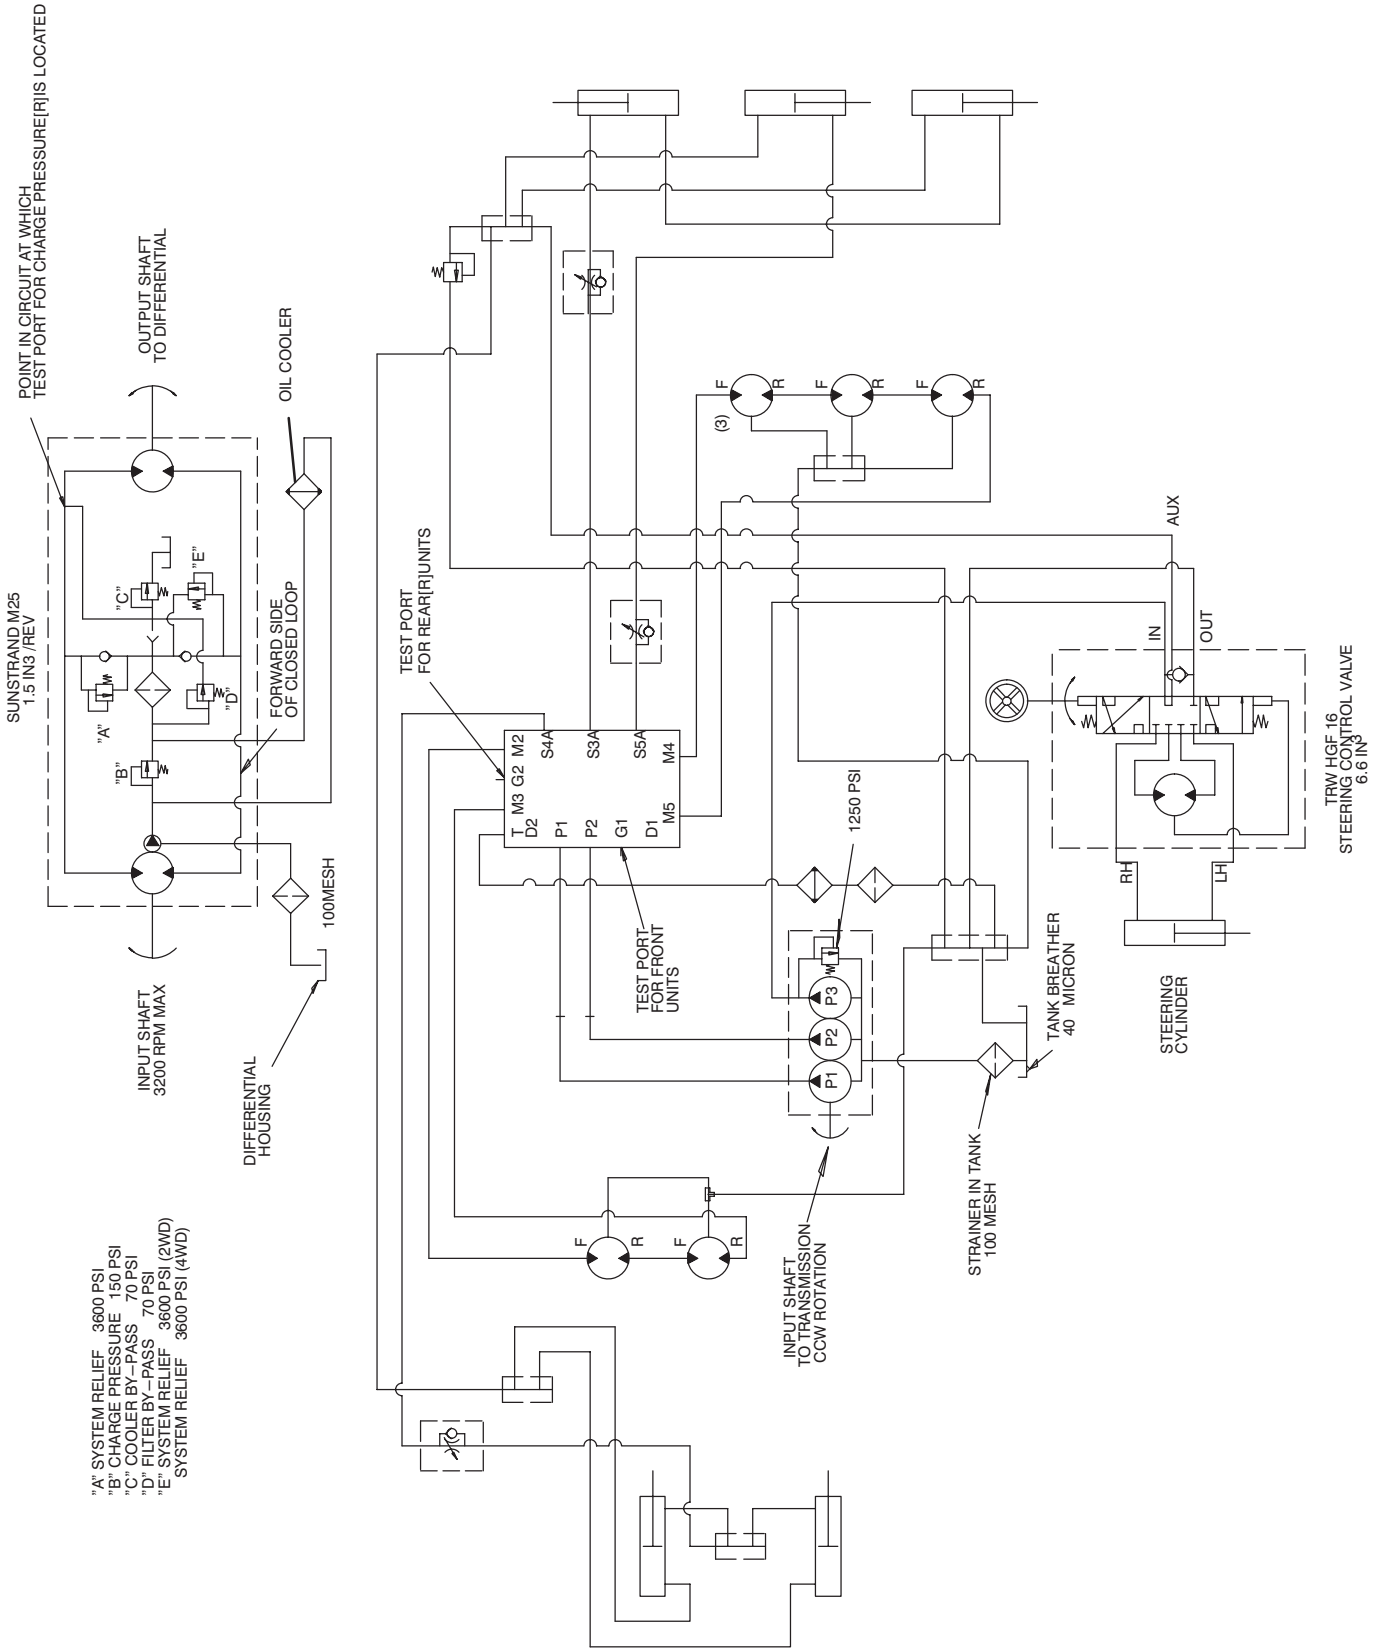 POINT IN CIRCUIT AT WHICH
TEST PORT FOR CHARGE PRESSURE[R]IS LOCATED
SUNSTRAND M25
1.5 IN3 /REV
OUTPUT SHAFT
TO DIFFERENTIAL
OIL COOLER
"C"
"E"
"A"
"D"
"B"
FORWARD SIDE
OF CLOSED LOOP
100MESH
INPUT SHAFT
3200 RPM MAX
DIFFERENTIAL
HOUSING
"A" SYSTEM RELIEF 3600 PSI
"B" CHARGE PRESSURE 150 PSI
"C" COOLER BY–PASS 70 PSI
"D" FILTER BY–PASS 70 PSI
"E" SYSTEM RELIEF 3600 PSI (2WD)
SYSTEM RELIEF 3600 PSI (4WD)
TEST PORT
FOR REAR[R]UNITS
M2
G2
M3
T
D2
S4A
S3A
S5A
P1
P2
G1
D1
M4
M5
TEST PORT
FOR FRONT
UNITS
F
R
F
R
F
R
(3)
1250 PSI
P3
P2
P1
F
R
F
R
INPUT SHAFT
TO TRANSMISSION
CCW ROTATION
STRAINER IN TANK
100 MESH
TANK BREATHER
40 MICRON
AUX
IN
OUT
RH
LH
STEERING
CYLINDER
TRW HGF 16
STEERING CONTROL VALVE
6.6 IN3